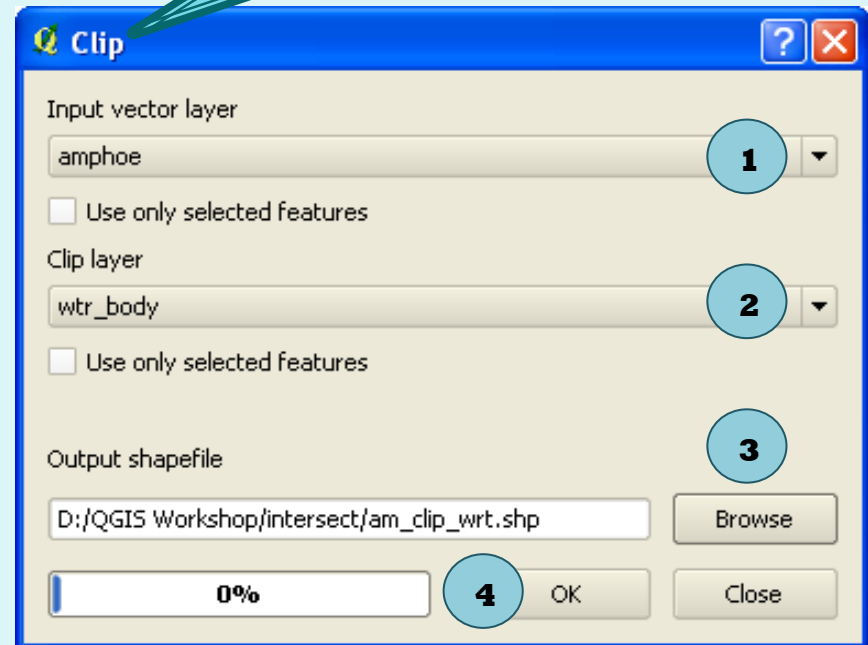 Clip
Input vector layer
amphoe 1
Use only selected features
Clip layer
wtr_body 2
Use only selected features
3
Output shapefile
D:/QGIS Workshop/intersect/am_clip_wrt.shp Browse
0% 4 OK Close